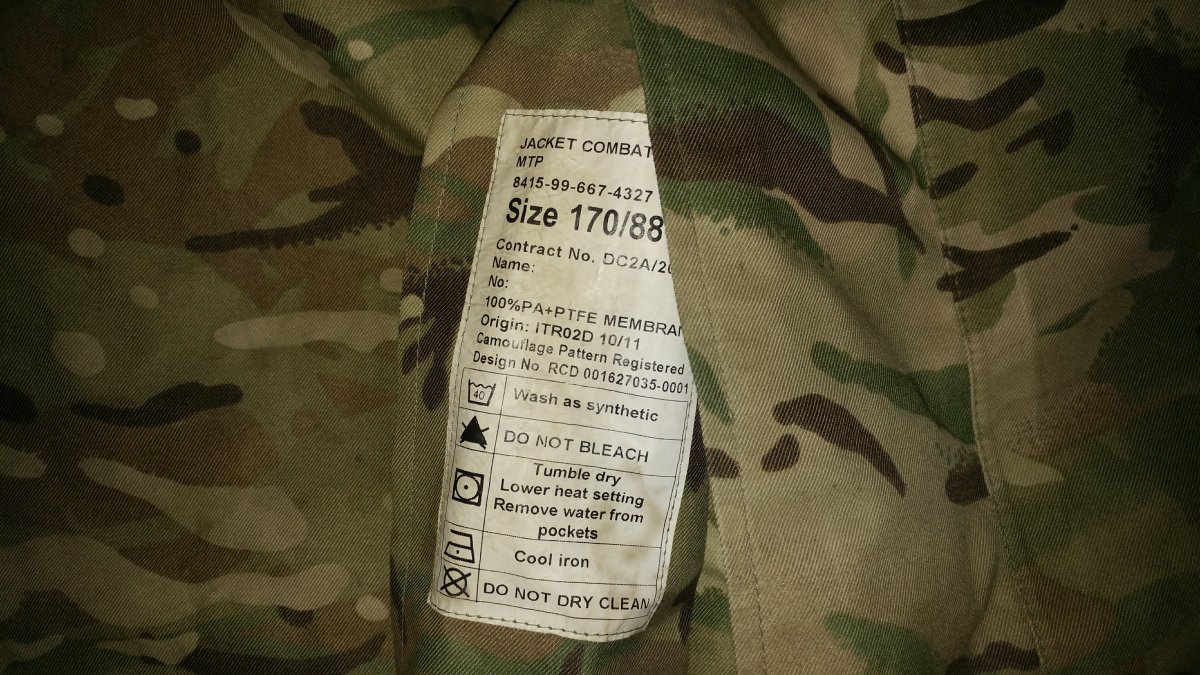 JACKET COMBAT
MTP
8415-99-667-4327
Size 170/88
Contract No. DC2A/20
Name:
No:
100%PA+PTFE MEMBRA
Origin: ITR02D 10/11
Camouflage Pattern Registered
Design No. RCD 001627035-0001
40 Wash as synthetic
DO NOT BLEACH
Tumble dry
Lower heat setting
Remove water from
pockets
Cool iron
DO NOT DRY CLEAN